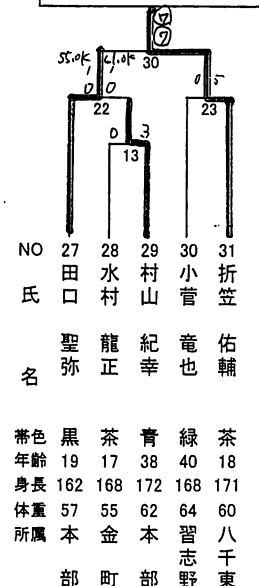 ⑦
⑦
55.0K 61.0K 30 0 5
0 0
22 23
0 3
13
NO 27 28 29 30 31
氏名 田口聖弥 水村龍正 村山紀幸 小菅竜也 折笠佑輔
帯色 黒 茶 青 緑 茶
年齢 19 17 38 40 18
身長 162 168 172 168 171
体重 57 55 62 64 60
所属 本部 金町 本部 習志野 八千東